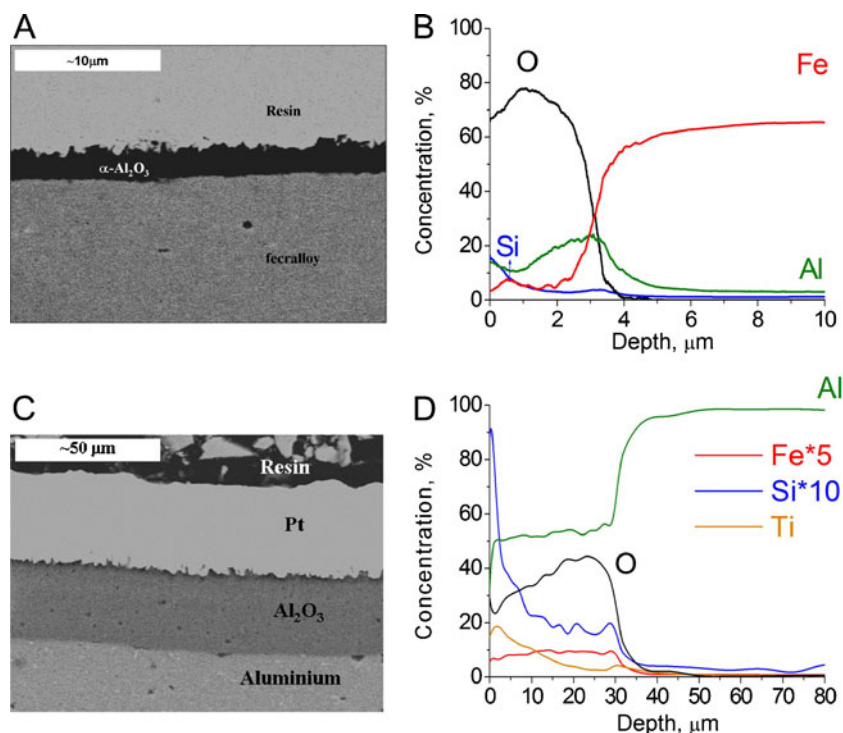 A
~10μm
Resin
α-Al₂O₃
fecralloy
B
Concentration, %
100
80
60
40
20
0
O
Fe
Si
Al
0 2 4 6 8 10
Depth, μm
C
~50 μm
Resin
Pt
Al₂O₃
Aluminium
D
Al
Concentration, %
100
80
60
40
20
0
Fe*5
Si*10
Ti
O
0 10 20 30 40 50 60 70 80
Depth, μm